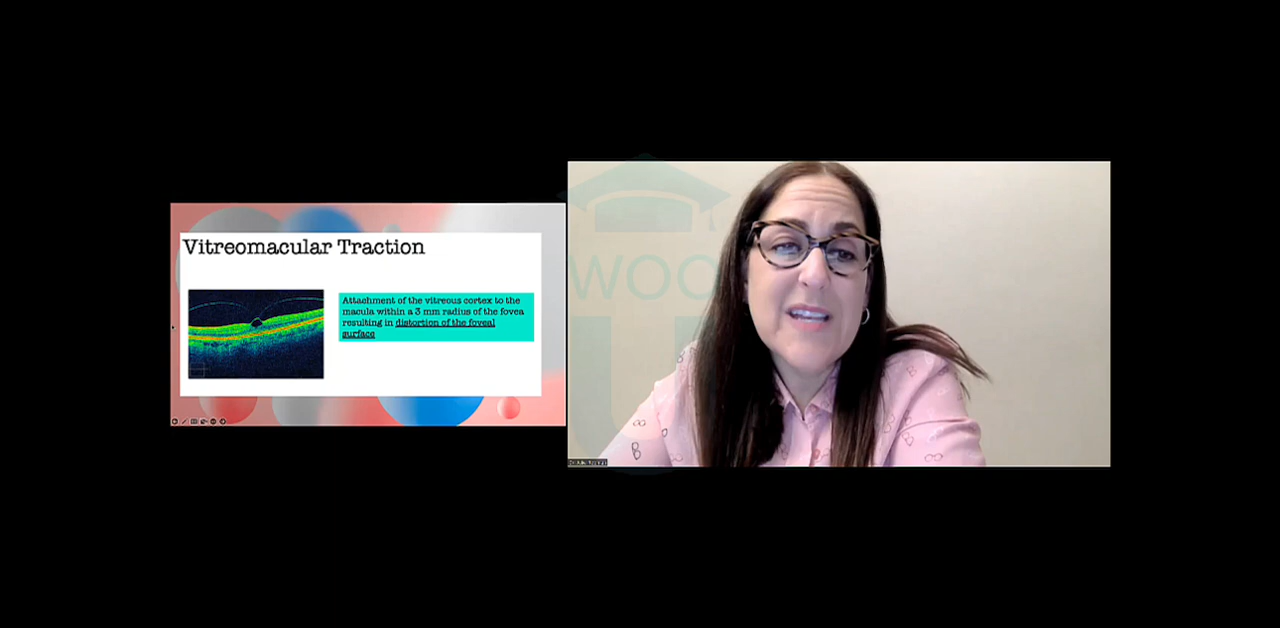 Vitreomacular Traction
Attachment of the vitreous cortex to the
macula within a 3 mm radius of the fovea
resulting in distortion of the foveal
surface
WOO
U